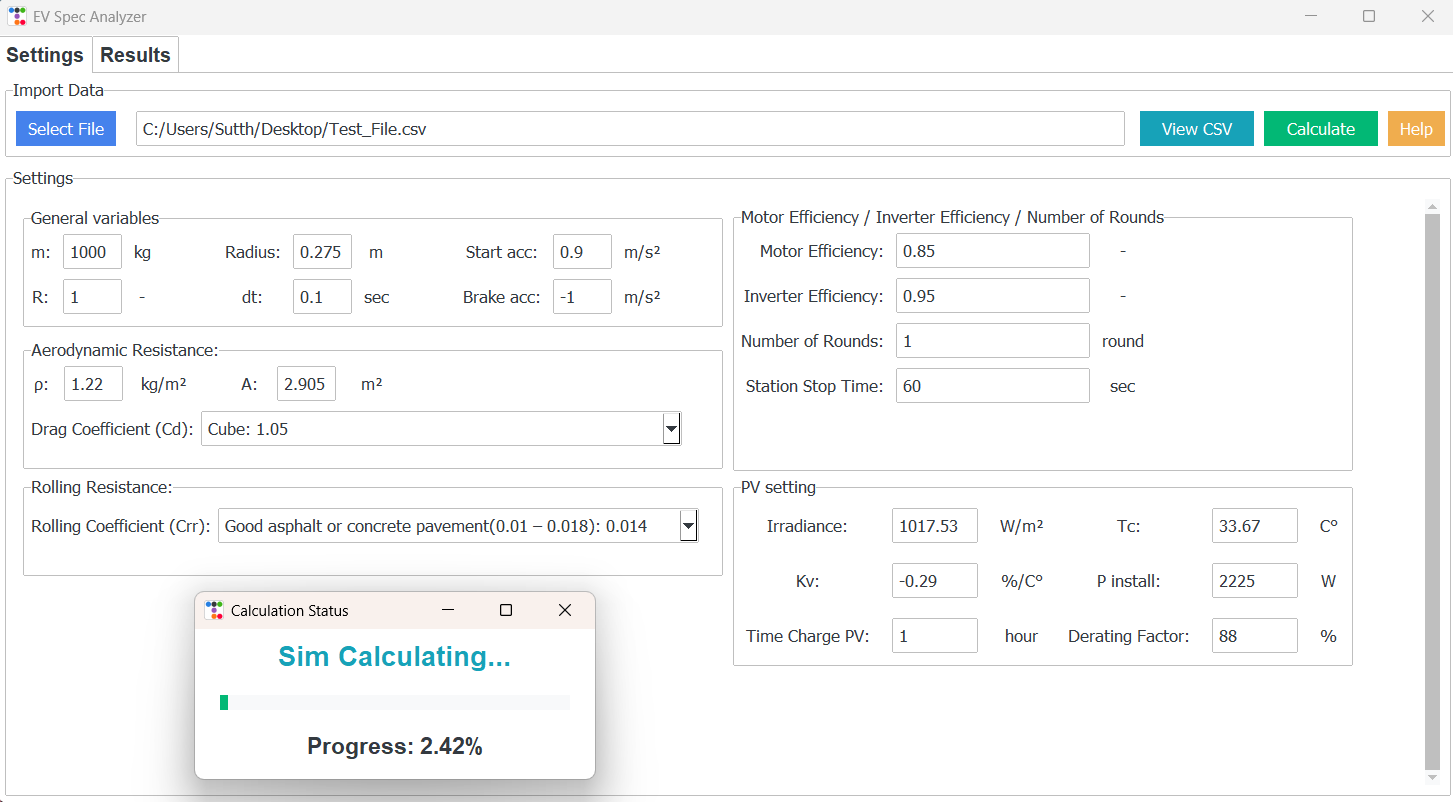 EV Spec Analyzer
Settings Results
Import Data
Select File C:/Users/Sutth/Desktop/Test_File.csv View CSV Calculate Help
Settings
General variables
m: 1000 kg Radius: 0.275 m Start acc: 0.9 m/s²
R: 1 - dt: 0.1 sec Brake acc: -1 m/s²
Aerodynamic Resistance:
ρ: 1.22 kg/m² A: 2.905 m²
Drag Coefficient (Cd): Cube: 1.05
Rolling Resistance:
Rolling Coefficient (Crr): Good asphalt or concrete pavement(0.01 – 0.018): 0.014
Motor Efficiency / Inverter Efficiency / Number of Rounds
Motor Efficiency: 0.85 -
Inverter Efficiency: 0.95 -
Number of Rounds: 1 round
Station Stop Time: 60 sec
PV setting
Irradiance: 1017.53 W/m² Tc: 33.67 Cº
Kv: -0.29 %/Cº P install: 2225 W
Time Charge PV: 1 hour Derating Factor: 88 %
Calculation Status
Sim Calculating...
Progress: 2.42%